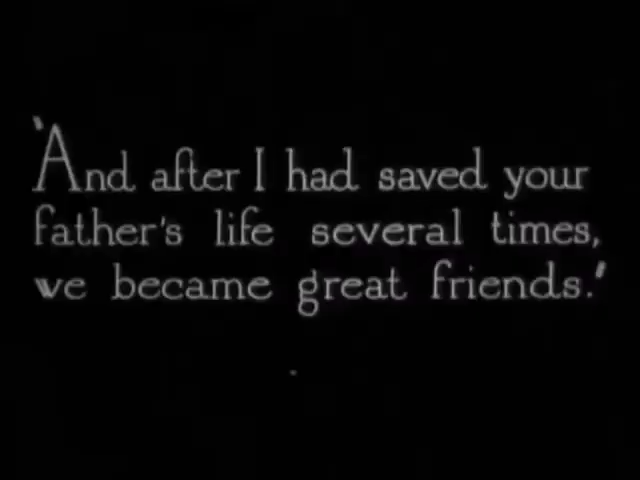 "And after I had saved your
father's life several times,
we became great friends."